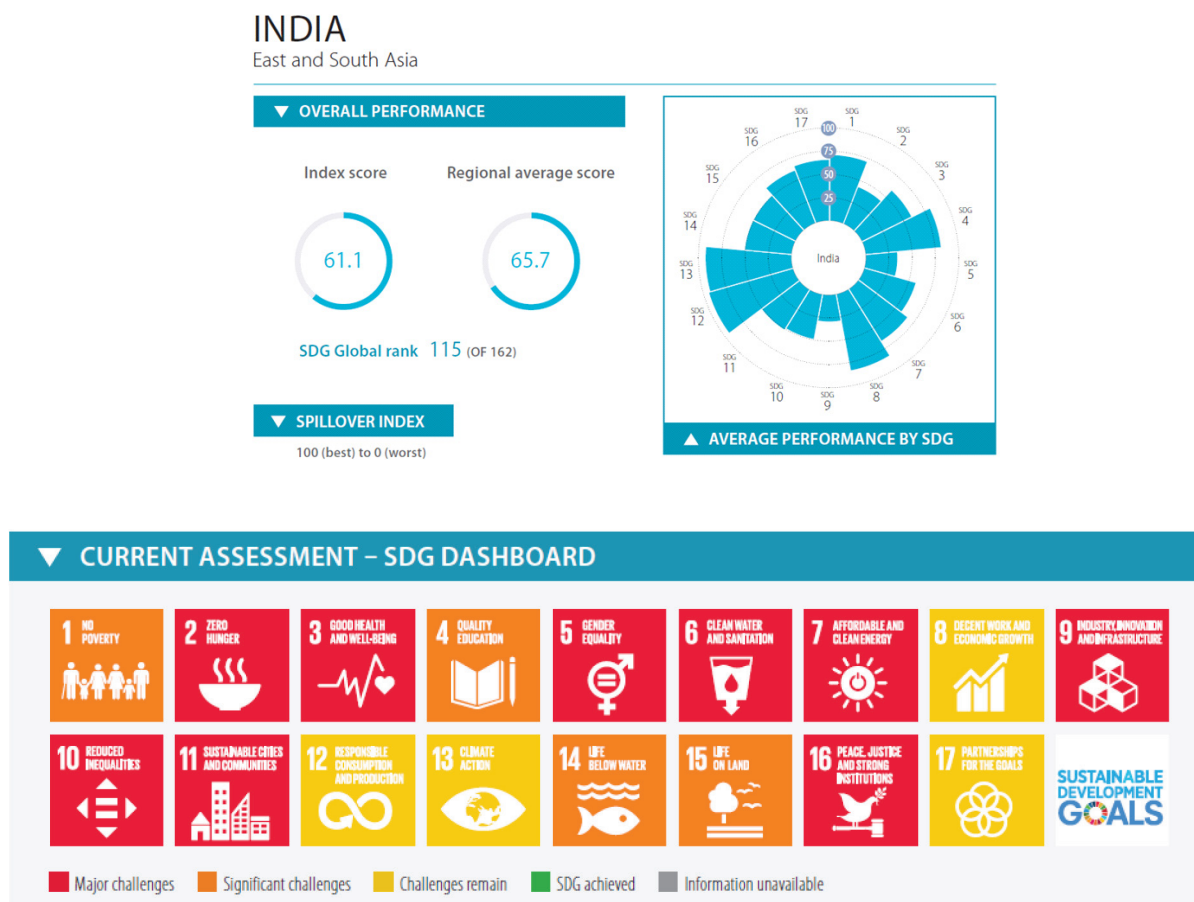 INDIA
East and South Asia
▼ OVERALL PERFORMANCE
Index score
Regional average score
61.1
65.7
SDG Global rank 115 (OF 162)
▼ SPILLOVER INDEX
100 (best) to 0 (worst)
SDG 1
SDG 2
SDG 3
SDG 4
SDG 5
SDG 6
SDG 7
SDG 8
SDG 9
SDG 10
SDG 11
SDG 12
SDG 13
SDG 14
SDG 15
SDG 16
SDG 17
100
75
50
25
India
▲ AVERAGE PERFORMANCE BY SDG
▼ CURRENT ASSESSMENT – SDG DASHBOARD
1 NO
POVERTY
2 ZERO
HUNGER
3 GOOD HEALTH
AND WELL-BEING
4 QUALITY
EDUCATION
5 GENDER
EQUALITY
6 CLEAN WATER
AND SANITATION
7 AFFORDABLE AND
CLEAN ENERGY
8 DECENT WORK AND
ECONOMIC GROWTH
9 INDUSTRY, INNOVATION
AND INFRASTRUCTURE
10 REDUCED
INEQUALITIES
11 SUSTAINABLE CITIES
AND COMMUNITIES
12 RESPONSIBLE
CONSUMPTION
AND PRODUCTION
13 CLIMATE
ACTION
14 LIFE
BELOW WATER
15 LIFE
ON LAND
16 PEACE, JUSTICE
AND STRONG
INSTITUTIONS
17 PARTNERSHIPS
FOR THE GOALS
SUSTAINABLE
DEVELOPMENT
GOALS
Major challenges
Significant challenges
Challenges remain
SDG achieved
Information unavailable